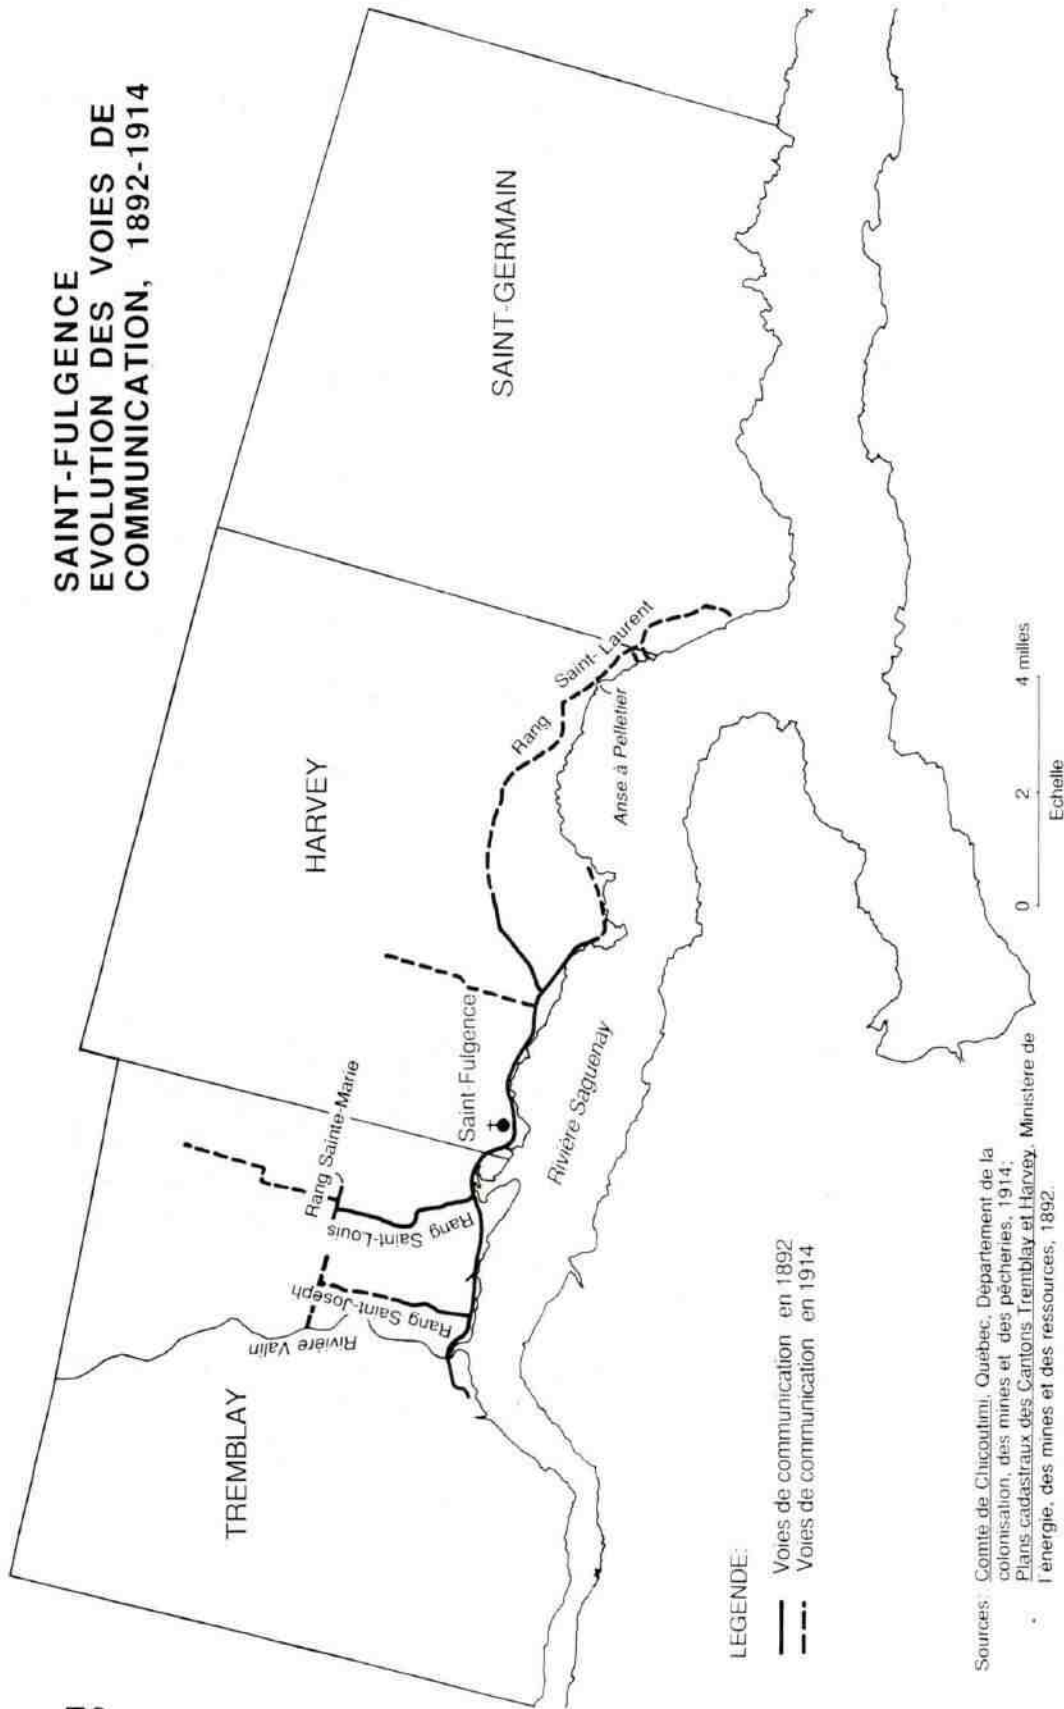 SAINT-FULGENCE
EVOLUTION DES VOIES DE
COMMUNICATION, 1892-1914
TREMBLAY
HARVEY
SAINT-GERMAIN
Rivière Valin
Rang Saint-Joseph
Rang Saint-Louis
Rang Sainte-Marie
Saint-Fulgence
Rang Saint-Laurent
Anse à Pelletier
Rivière Saguenay
LEGENDE:
Voies de communication en 1892
Voies de communication en 1914
0 2 4 milles
Echelle
Sources: Comté de Chicoutimi, Québec, Département de la
colonisation, des mines et des pêcheries, 1914;
Plans cadastraux des Cantons Tremblay et Harvey, Ministère de
l'énergie, des mines et des ressources, 1892.